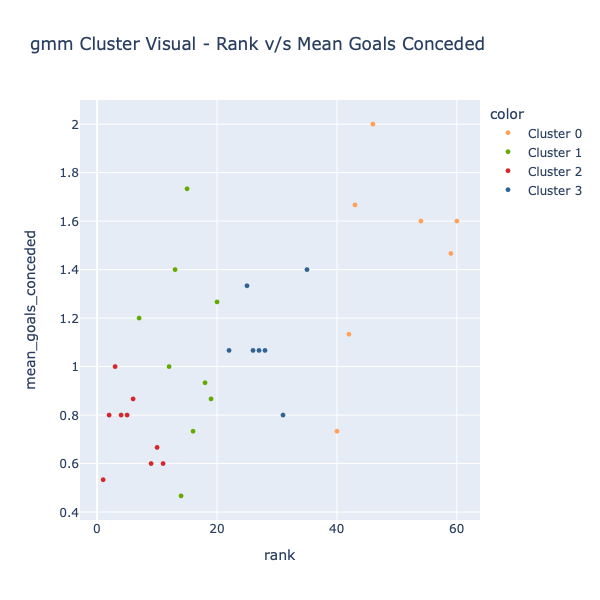 gmm Cluster Visual - Rank v/s Mean Goals Conceded
color
Cluster 0
Cluster 1
Cluster 2
Cluster 3
mean_goals_conceded
2
1.8
1.6
1.4
1.2
1
0.8
0.6
0.4
0 20 40 60
rank